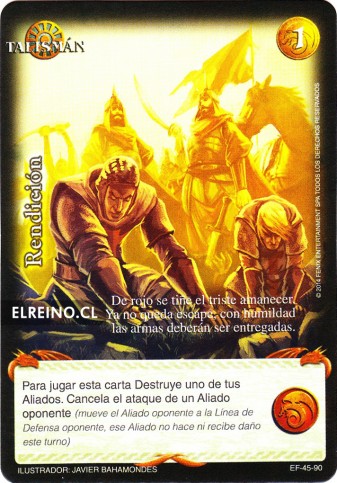 TALISMÁN
1
Rendición
© 2014 FENIX ENTERTAINMENT SPA TODOS LOS DERECHOS RESERVADOS
De rojo se tiñe el triste amanecer.
Ya no queda escape; con humildad
las armas deberán ser entregadas.
ELREINO.CL
Para jugar esta carta Destruye uno de tus
Aliados. Cancela el ataque de un Aliado
oponente (mueve el Aliado oponente a la Línea de
Defensa oponente, ese Aliado no hace ni recibe daño
este turno)
ILUSTRADOR: JAVIER BAHAMONDES
EF-45-90